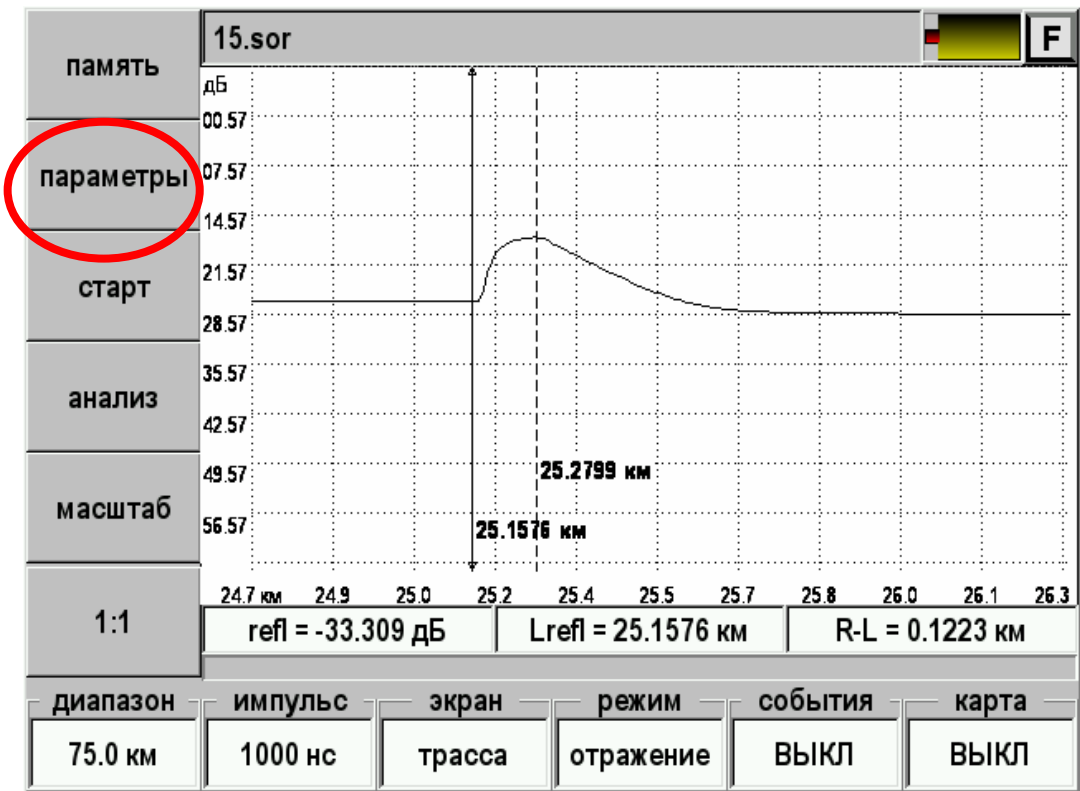 память
параметры
старт
анализ
масштаб
1:1
15.sor
F
дБ
00.57
07.57
14.57
21.57
28.57
35.57
42.57
49.57
56.57
25.2799 км
25.1576 км
24.7 км 24.9 25.0 25.2 25.4 25.5 25.7 25.8 26.0 26.1 26.3
refl = -33.309 дБ
Lrefl = 25.1576 км
R-L = 0.1223 км
диапазон импульс экран режим события карта
75.0 км 1000 нс трасса отражение ВЫКЛ ВЫКЛ